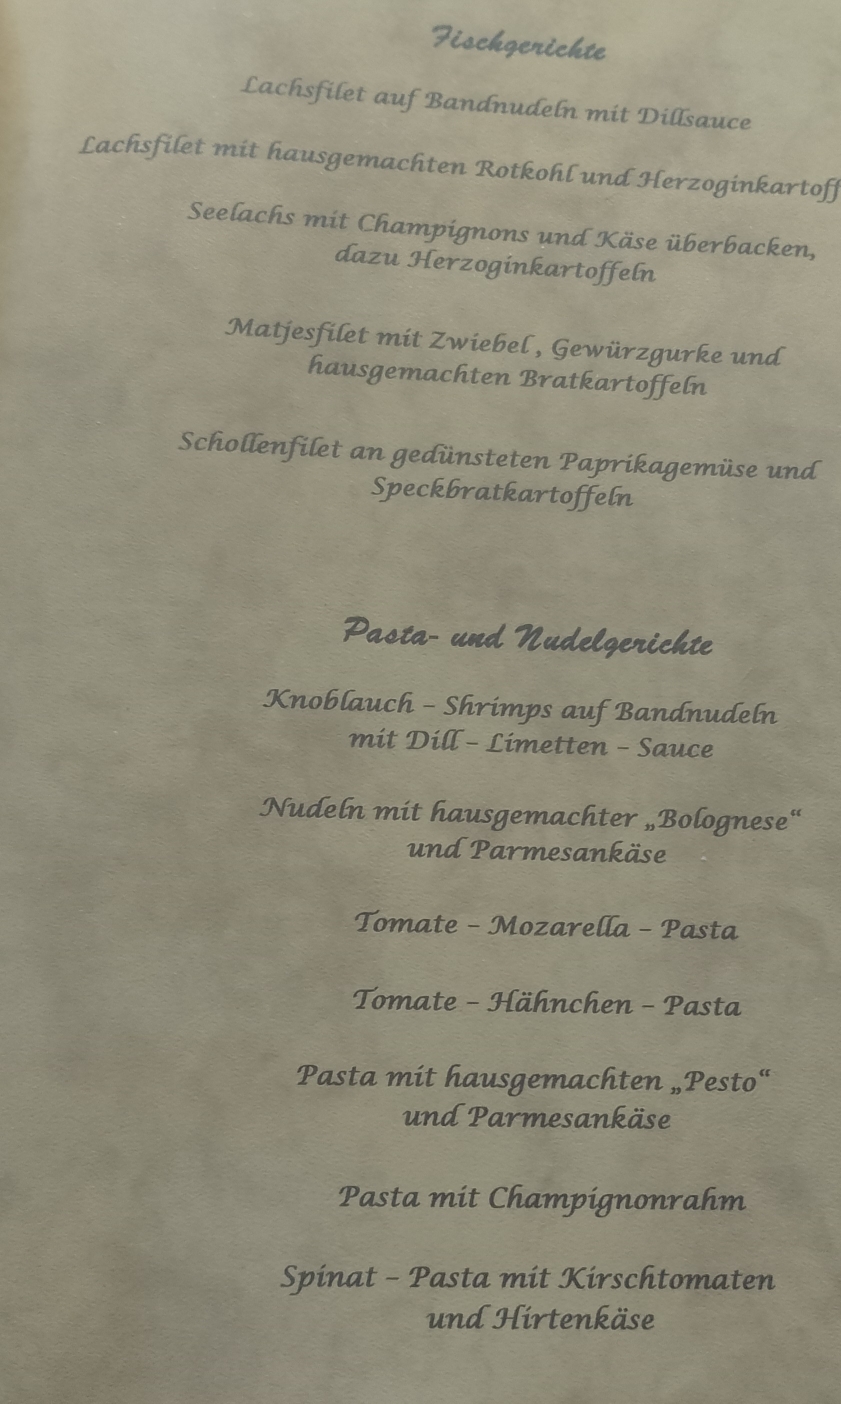 Fischgerichte
Lachsfilet auf Bandnudeln mit Dillsauce
Lachsfilet mit hausgemachten Rotkohl und Herzoginkartoff
Seelachs mit Champignons und Käse überbacken,
dazu Herzoginkartoffeln
Matjesfilet mit Zwiebel , Gewürzgurke und
hausgemachten Bratkartoffeln
Schollenfilet an gedünsteten Paprikagemüse und
Speckbratkartoffeln
Pasta- und Nudelgerichte
Knoblauch – Shrimps auf Bandnudeln
mit Dill – Limetten – Sauce
Nudeln mit hausgemachter „Bolognese“
und Parmesankäse
Tomate – Mozarella – Pasta
Tomate – Hähnchen – Pasta
Pasta mit hausgemachten „Pesto“
und Parmesankäse
Pasta mit Champignonrahm
Spinat – Pasta mit Kirschtomaten
und Hirtenkäse